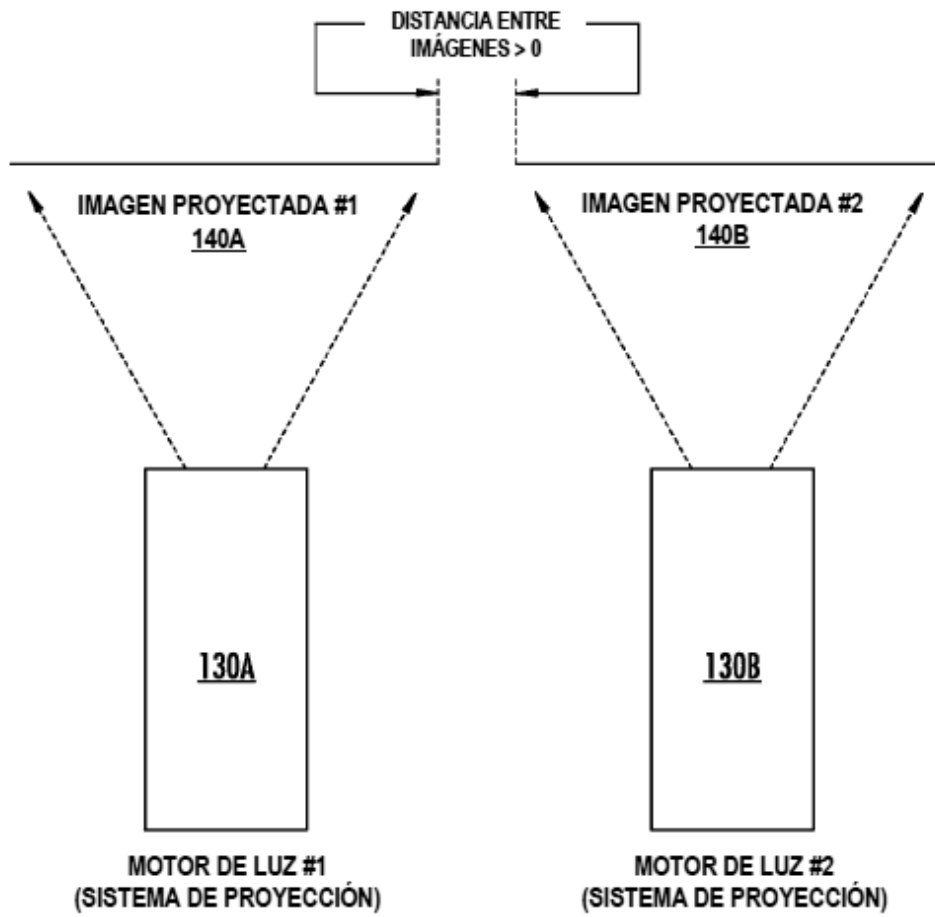 DISTANCIA ENTRE
IMÁGENES > 0
IMAGEN PROYECTADA #1
140A
IMAGEN PROYECTADA #2
140B
130A
130B
MOTOR DE LUZ #1
(SISTEMA DE PROYECCIÓN)
MOTOR DE LUZ #2
(SISTEMA DE PROYECCIÓN)